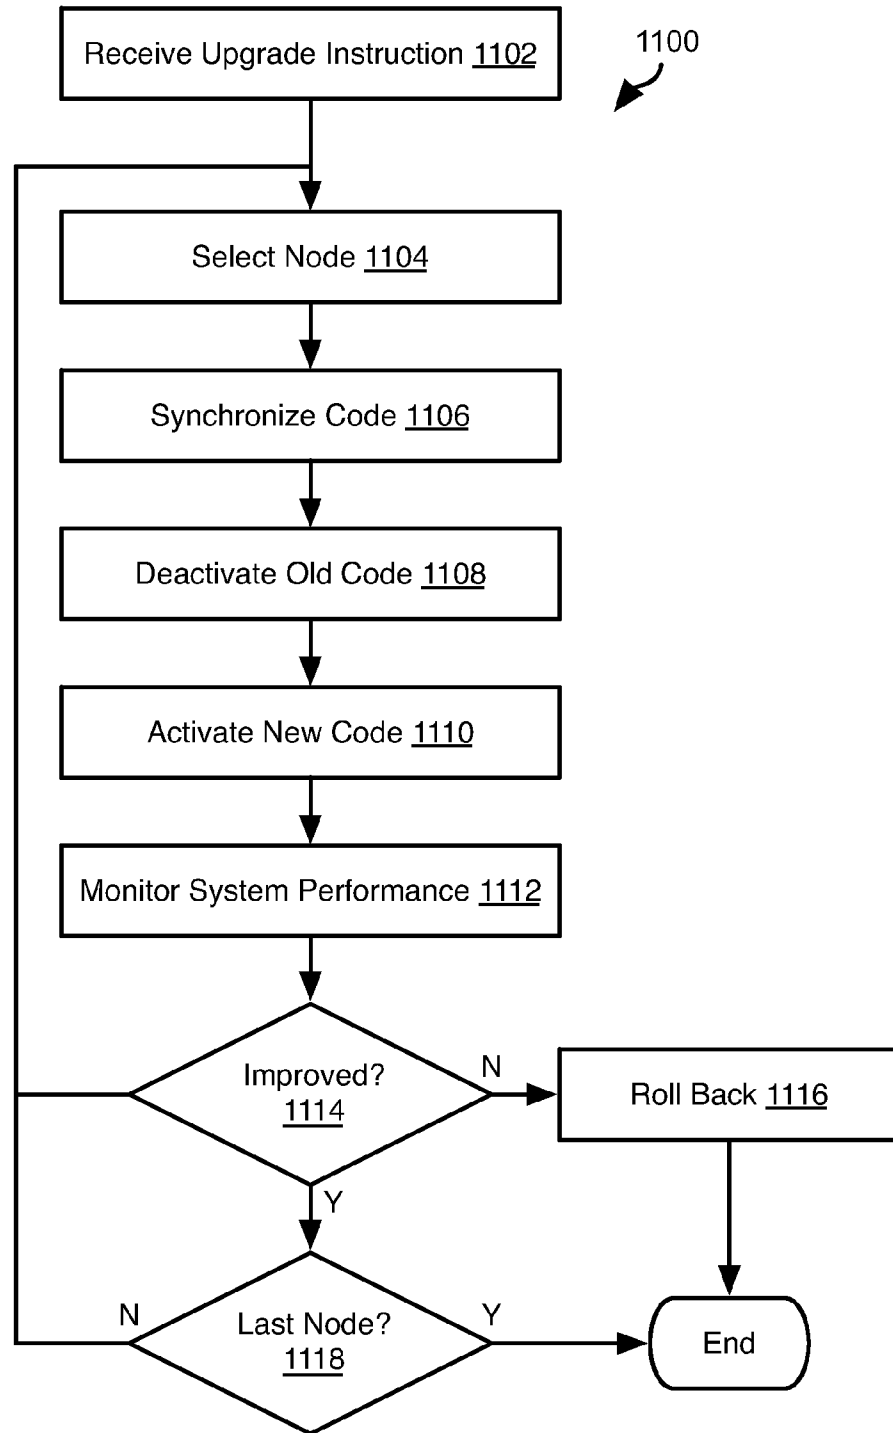 Receive Upgrade Instruction 1102
1100
Select Node 1104
Synchronize Code 1106
Deactivate Old Code 1108
Activate New Code 1110
Monitor System Performance 1112
Improved?
1114
N
Roll Back 1116
Y
Last Node?
1118
N
Y
End